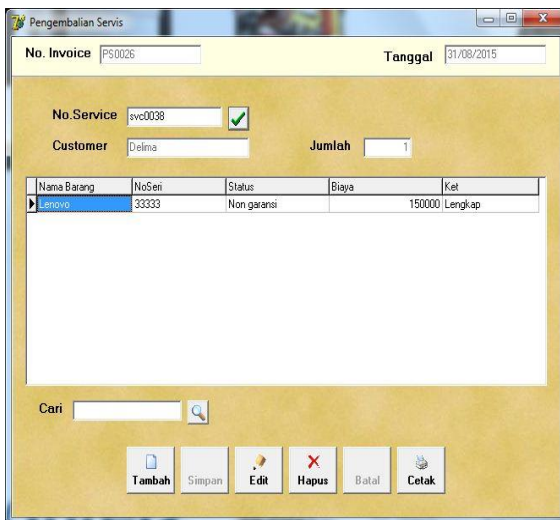 Pengembalian Servis
No. Invoice PS0026 Tanggal 31/08/2015
No.Service svc0038
Customer Delima Jumlah 1
Nama Barang NoSeri Status Biaya Ket
Lenovo 33333 Non garansi 150000 Lengkap
Cari
Tambah Simpan Edit Hapus Batal Cetak